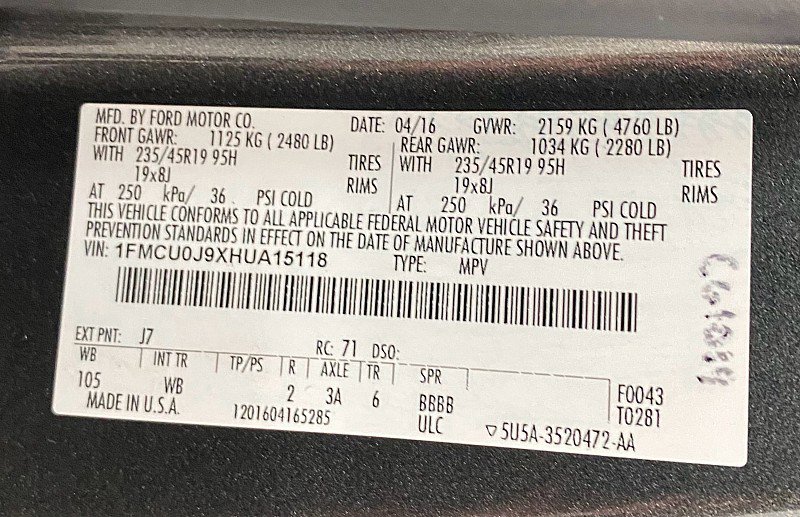 MFD. BY FORD MOTOR CO. DATE: 04/16 GVWR: 2159 KG ( 4760 LB)
FRONT GAWR: 1125 KG ( 2480 LB) REAR GAWR: 1034 KG ( 2280 LB)
WITH 235/45R19 95H TIRES WITH 235/45R19 95H TIRES
19x8J RIMS 19x8J RIMS
AT 250 kPa/ 36 PSI COLD AT 250 kPa/ 36 PSI COLD
THIS VEHICLE CONFORMS TO ALL APPLICABLE FEDERAL MOTOR VEHICLE SAFETY AND THEFT
PREVENTION STANDARDS IN EFFECT ON THE DATE OF MANUFACTURE SHOWN ABOVE.
VIN: 1FMCU0J9XHUA15118 TYPE: MPV
EXT PNT: J7 RC: 71 DSO:
WB INT TR TP/PS R AXLE TR SPR
105 WB 2 3A 6 BBBB F0043
MADE IN U.S.A. 1201604165285 ULC T0281
▽5U5A-3520472-AA